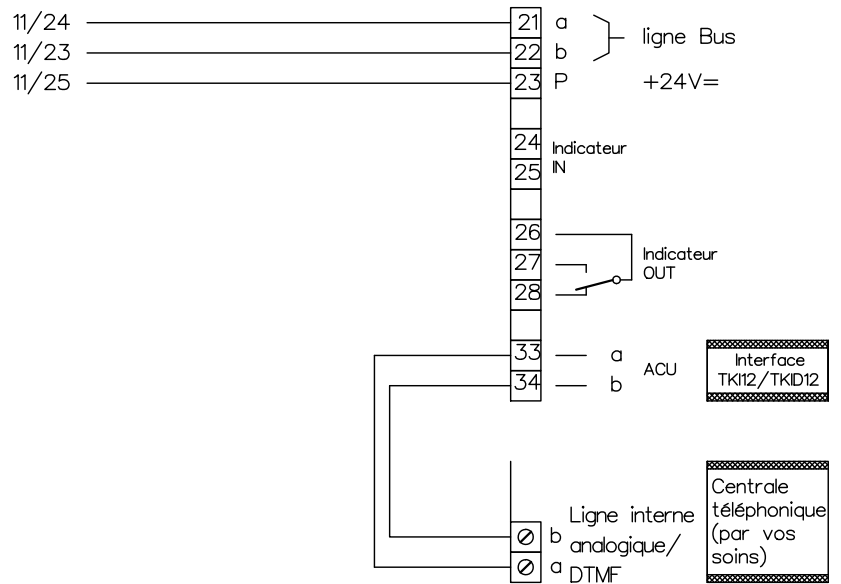 11/24
21 a
11/23
22 b
ligne Bus
11/25
23 P
+24V=
24
25
Indicateur
IN
26
27
28
Indicateur
OUT
33 a
34 b
ACU
Interface
TKI12/TKID12
Centrale
téléphonique
(par vos
soins)
b
a
Ligne interne
analogique/
DTMF